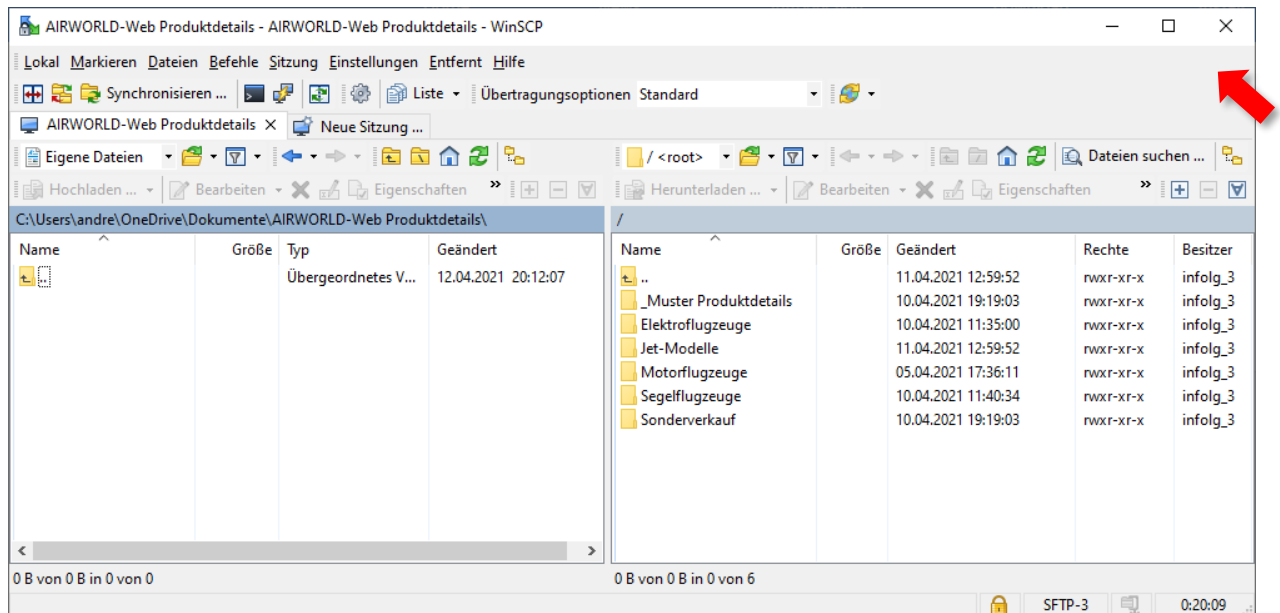 AIRWORLD-Web Produktdetails - AIRWORLD-Web Produktdetails - WinSCP
Lokal Markieren Dateien Befehle Sitzung Einstellungen Entfernt Hilfe
Synchronisieren ... Liste Übertragungsoptionen Standard
AIRWORLD-Web Produktdetails Neue Sitzung ...
Eigene Dateien / <root> Dateien suchen ...
Hochladen ... Bearbeiten Eigenschaften » Herunterladen ... Bearbeiten Eigenschaften »
C:\Users\andre\OneDrive\Dokumente\AIRWORLD-Web Produktdetails\ /
Name Größe Typ Geändert Name Größe Geändert Rechte Besitzer
.. Übergeordnetes V... 12.04.2021 20:12:07 .. 11.04.2021 12:59:52 rwxr-xr-x infolg_3
_Muster Produktdetails 10.04.2021 19:19:03 rwxr-xr-x infolg_3
Elektroflugzeuge 10.04.2021 11:35:00 rwxr-xr-x infolg_3
Jet-Modelle 11.04.2021 12:59:52 rwxr-xr-x infolg_3
Motorflugzeuge 05.04.2021 17:36:11 rwxr-xr-x infolg_3
Segelflugzeuge 10.04.2021 11:40:34 rwxr-xr-x infolg_3
Sonderverkauf 10.04.2021 19:19:03 rwxr-xr-x infolg_3
0 B von 0 B in 0 von 0 0 B von 0 B in 0 von 6
SFTP-3 0:20:09